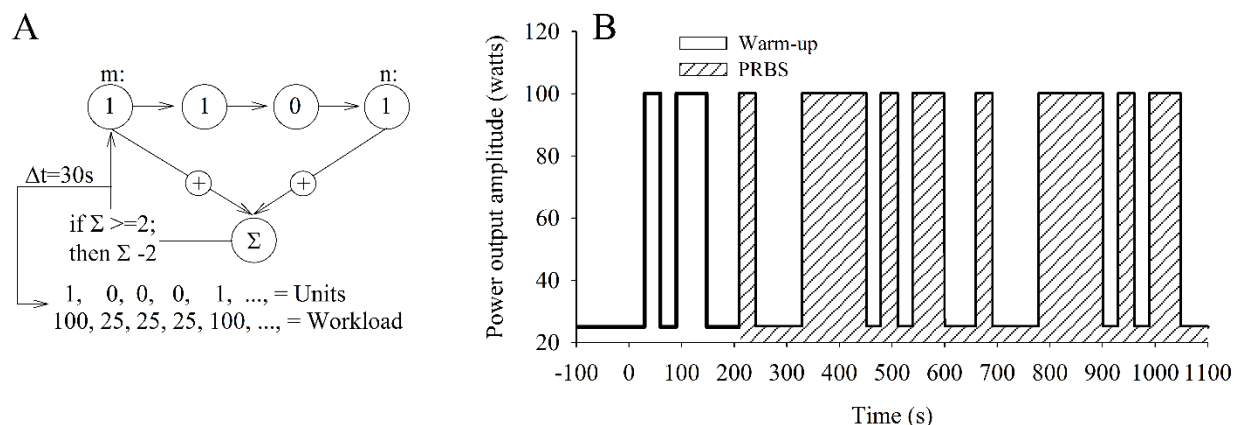 A
m:
n:
1
1
0
1
+
+
Δt=30s
if Σ >=2;
then Σ -2
Σ
1, 0, 0, 0, 1, ..., = Units
100, 25, 25, 25, 100, ..., = Workload
B
Warm-up
PRBS
Power output amplitude (watts)
120
100
80
60
40
20
-100 0 100 200 300 400 500 600 700 800 900 1000 1100
Time (s)